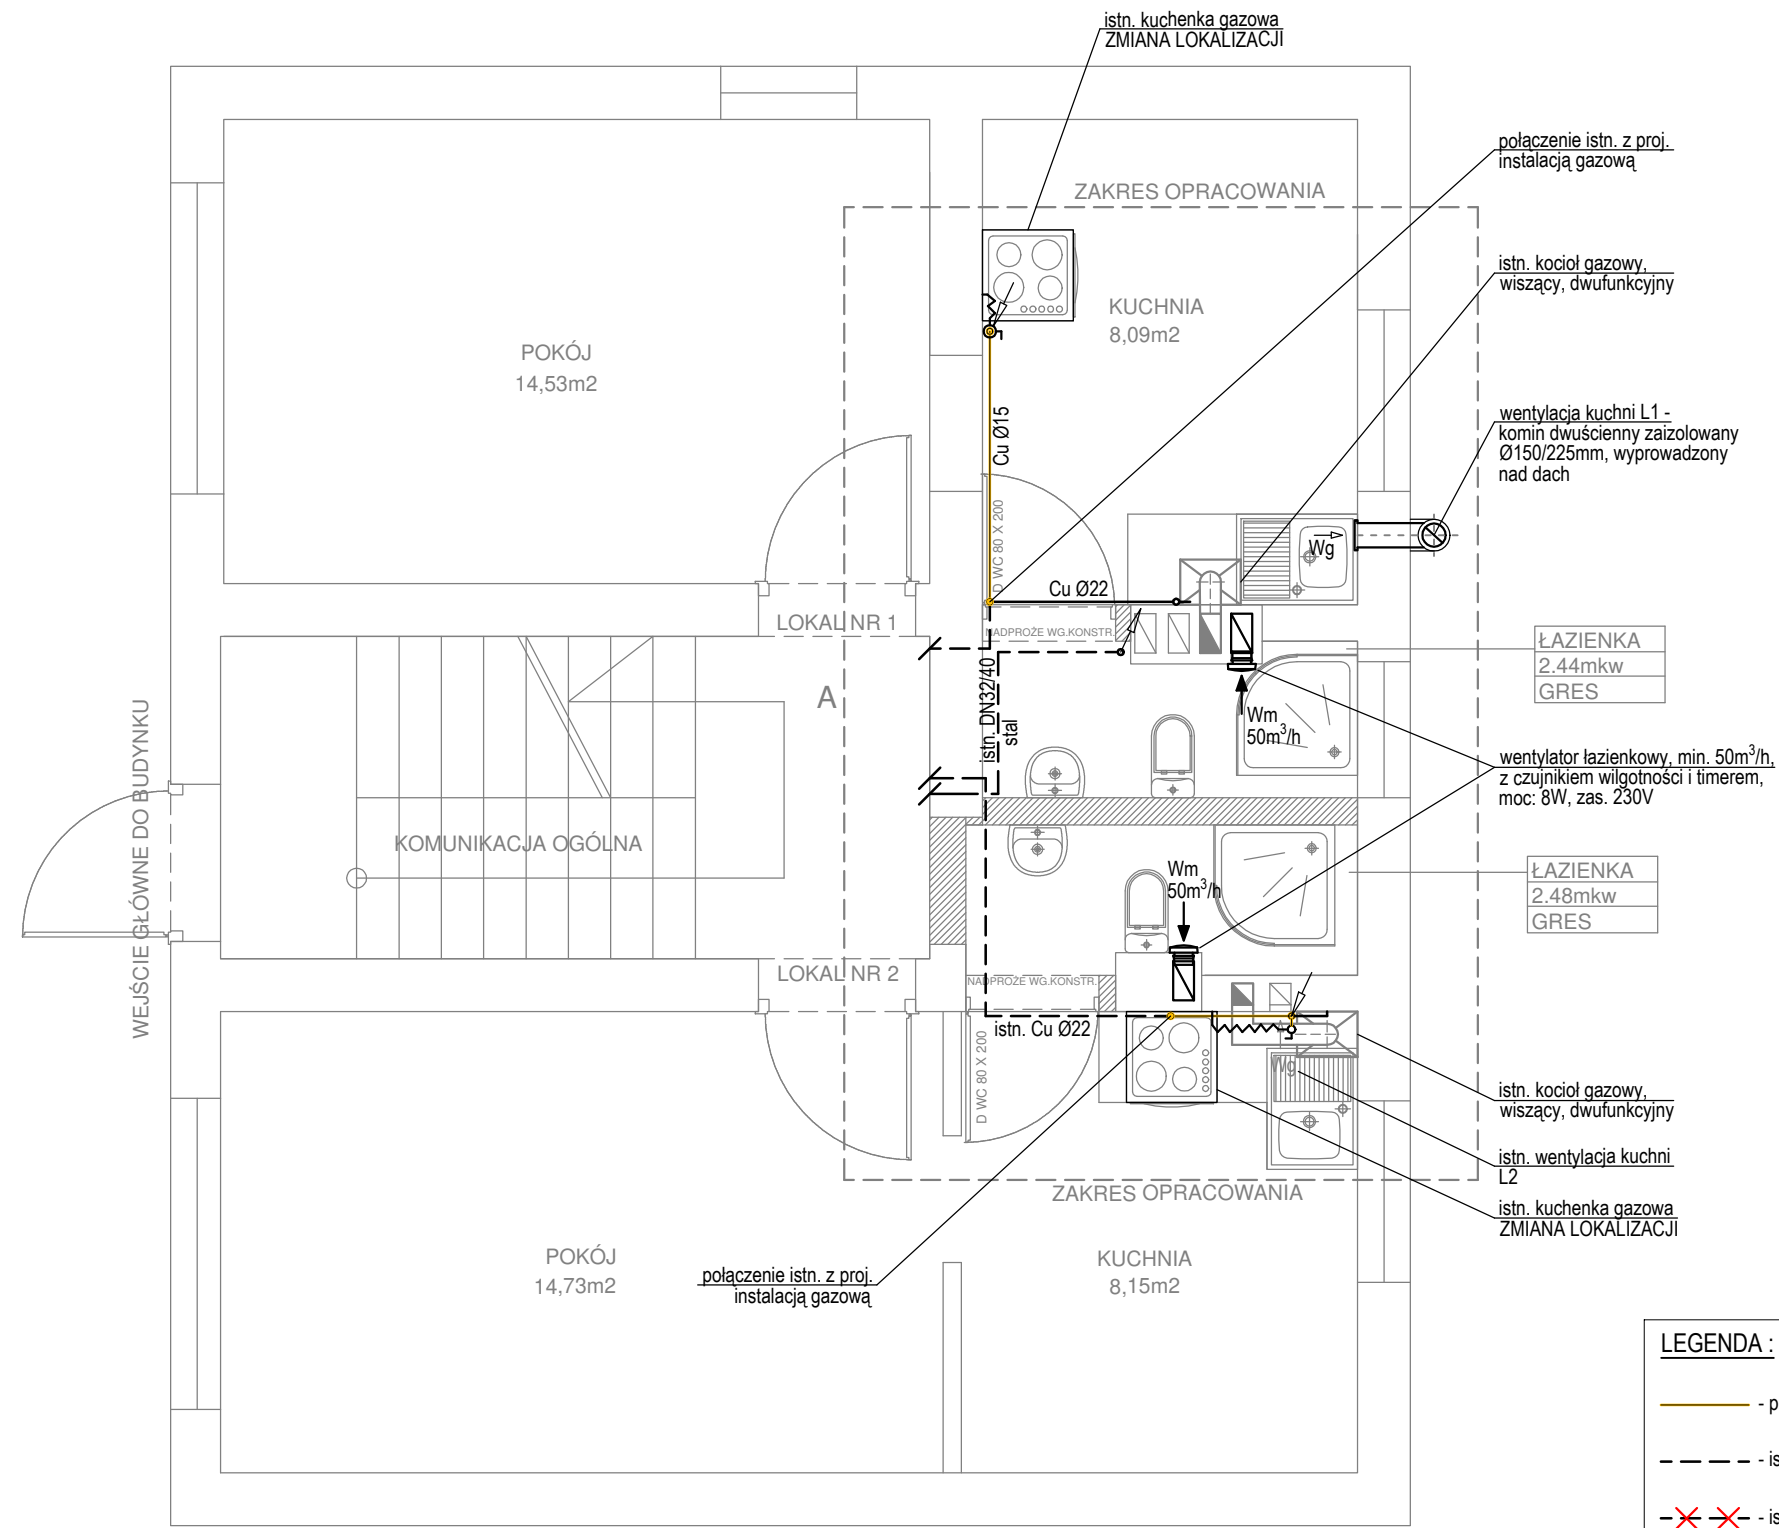 istn. kuchenka gazowa
ZMIANA LOKALIZACJI
połączenie istn. z proj.
instalacją gazową
ZAKRES OPRACOWANIA
istn. kocioł gazowy,
wiszący, dwufunkcyjny
KUCHNIA
8,09m2
POKÓJ
14,53m2
Cu Ø15
wentylacja kuchni L1 -
komin dwuścienny zaizolowany
Ø150/225mm, wyprowadzony
nad dach
D WC 80 X 200
Wg
Cu Ø22
LOKAL NR 1
NADPROŻE WG.KONSTR.
ŁAZIENKA
2.44mkw
GRES
istn. DN32/40
stal
A
Wm
50m³/h
WEJŚCIE GŁÓWNE DO BUDYNKU
wentylator łazienkowy, min. 50m³/h,
z czujnikiem wilgotności i timerem,
moc: 8W, zas. 230V
KOMUNIKACJA OGÓLNA
Wm
50m³/h
ŁAZIENKA
2.48mkw
GRES
LOKAL NR 2
NADPROŻE WG.KONSTR.
istn. Cu Ø22
D WC 80 X 200
Wg
istn. kocioł gazowy,
wiszący, dwufunkcyjny
istn. wentylacja kuchni
L2
ZAKRES OPRACOWANIA
istn. kuchenka gazowa
ZMIANA LOKALIZACJI
POKÓJ
14,73m2
połączenie istn. z proj.
instalacją gazową
KUCHNIA
8,15m2
LEGENDA :
- p
- is
- is